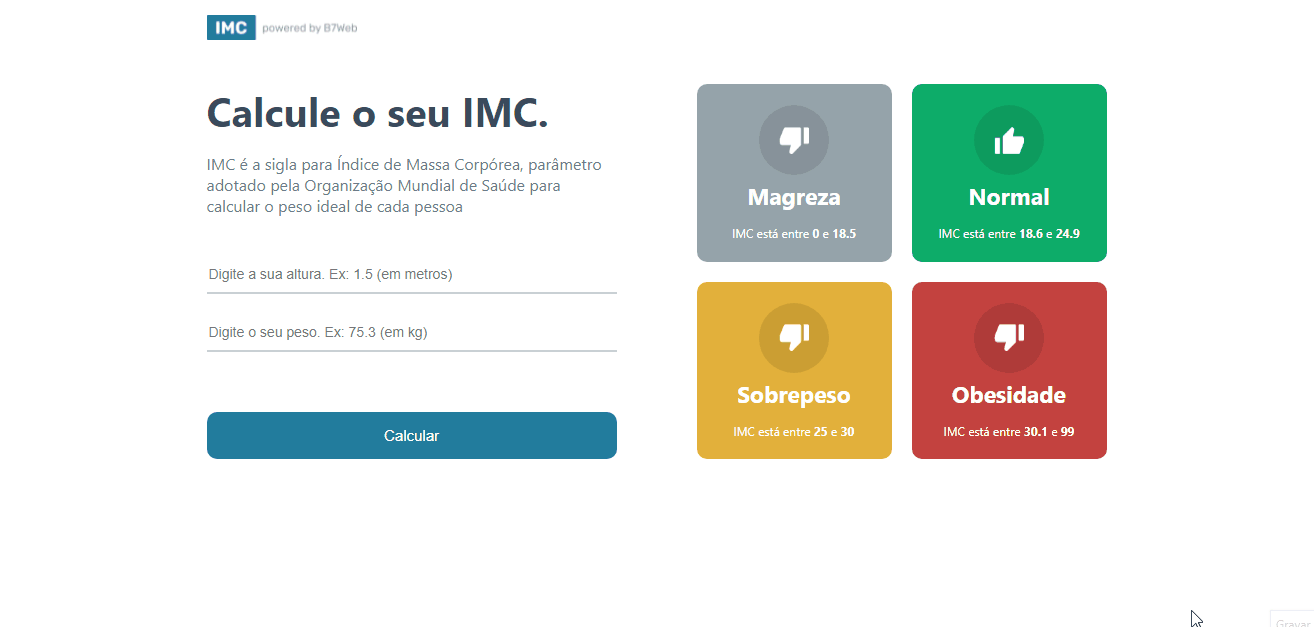 IMC powered by B7Web
Calcule o seu IMC.
IMC é a sigla para Índice de Massa Corpórea, parâmetro
adotado pela Organização Mundial de Saúde para
calcular o peso ideal de cada pessoa
Digite a sua altura. Ex: 1.5 (em metros)
Digite o seu peso. Ex: 75.3 (em kg)
Calcular
Magreza
IMC está entre 0 e 18.5
Normal
IMC está entre 18.6 e 24.9
Sobrepeso
IMC está entre 25 e 30
Obesidade
IMC está entre 30.1 e 99
Gravar